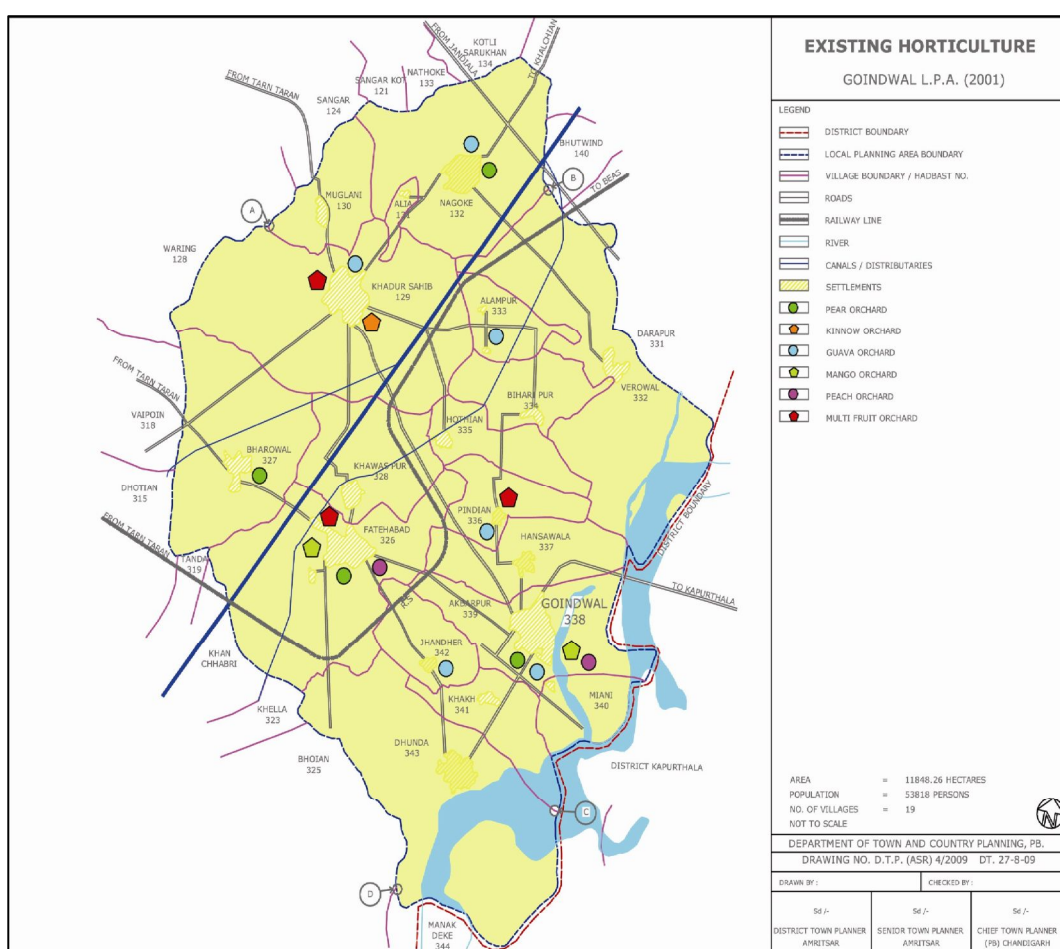 EXISTING HORTICULTURE
GOINDWAL L.P.A. (2001)
LEGEND
DISTRICT BOUNDARY
LOCAL PLANNING AREA BOUNDARY
VILLAGE BOUNDARY / HADBAST NO.
ROADS
RAILWAY LINE
RIVER
CANALS / DISTRIBUTARIES
SETTLEMENTS
PEAR ORCHARD
KINNOW ORCHARD
GUAVA ORCHARD
MANGO ORCHARD
PEACH ORCHARD
MULTI FRUIT ORCHARD
FROM JANDIALA
KOTLI
SARUKHAN
134
TO KHALCHIAN
NATHOKE
133
SANGAR KOT
121
FROM TARN TARAN
SANGAR
124
BHUTWIND
140
B
TO BEAS
MUGLANI
130
ALIA
131
NAGOKE
132
A
WARING
128
KHADUR SAHIB
129
ALAMPUR
333
DARAPUR
331
VEROWAL
332
FROM TARN TARAN
VAIPOIN
318
BIHARI PUR
334
HOTHIAN
335
BHAROWAL
327
KHAWAS PUR
328
DHOTIAN
315
PINDIAN
336
FATEHABAD
326
HANSAWALA
337
DISTRICT BOUNDARY
FROM TARN TARAN
TANDA
319
TO KAPURTHALA
AKBARPUR
339
GOINDWAL
338
R.S
JHANDHER
342
KHAN
CHHABRI
KHAKH
341
MIANI
340
KHELLA
323
DHUNDA
343
BHOIAN
325
DISTRICT KAPURTHALA
C
D
MANAK
DEKE
344
AREA = 11848.26 HECTARES
POPULATION = 53818 PERSONS
NO. OF VILLAGES = 19
NOT TO SCALE
N
DEPARTMENT OF TOWN AND COUNTRY PLANNING, PB.
DRAWING NO. D.T.P. (ASR) 4/2009 DT. 27-8-09
DRAWN BY : CHECKED BY :
Sd /- Sd /- Sd /-
DISTRICT TOWN PLANNER SENIOR TOWN PLANNER CHIEF TOWN PLANNER
AMRITSAR AMRITSAR (PB) CHANDIGARH